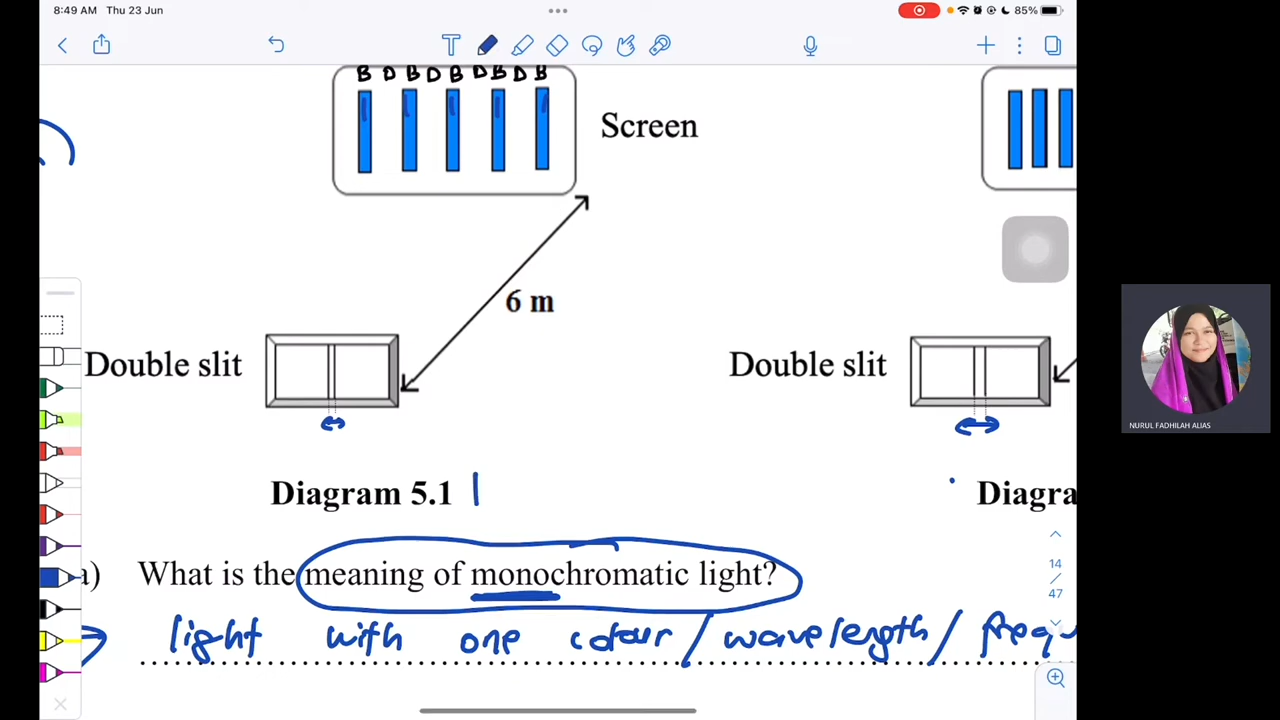 8:49 AM Thu 23 Jun
85%
T
B D B D B D B D B
Screen
6 m
Double slit
Double slit
NURUL FADHILAH ALIAS
Diagram 5.1
Diagra
14
/
47
a) What is the meaning of monochromatic light?
light with one colour / wavelength / frequ